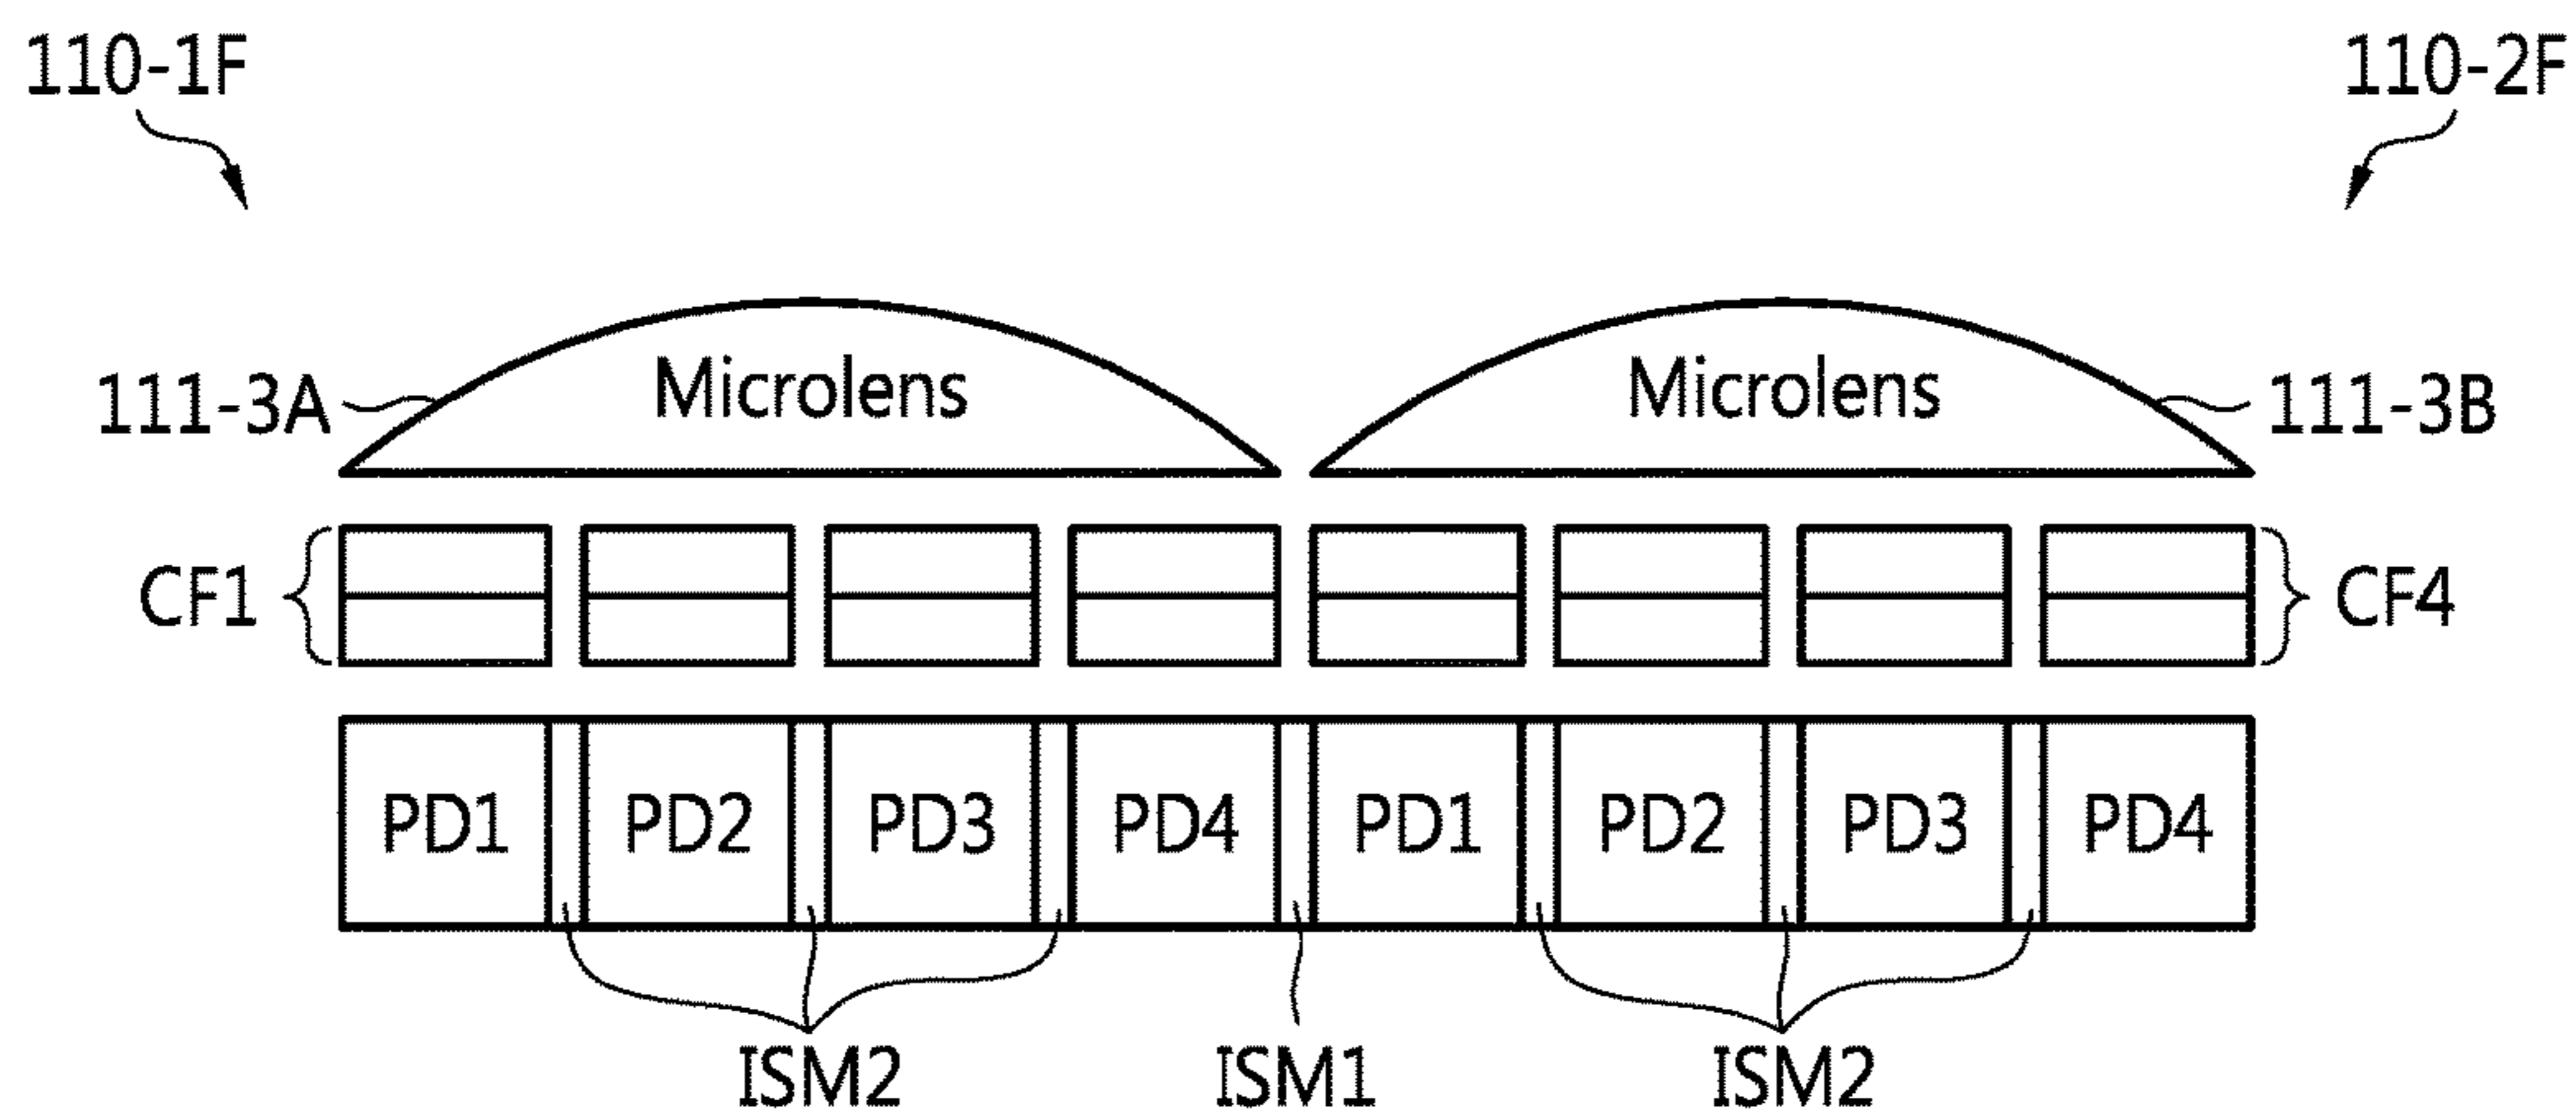 110-1F 110-2F
111-3A Microlens Microlens 111-3B
CF1 CF4
PD1 PD2 PD3 PD4 PD1 PD2 PD3 PD4
ISM2 ISM1 ISM2